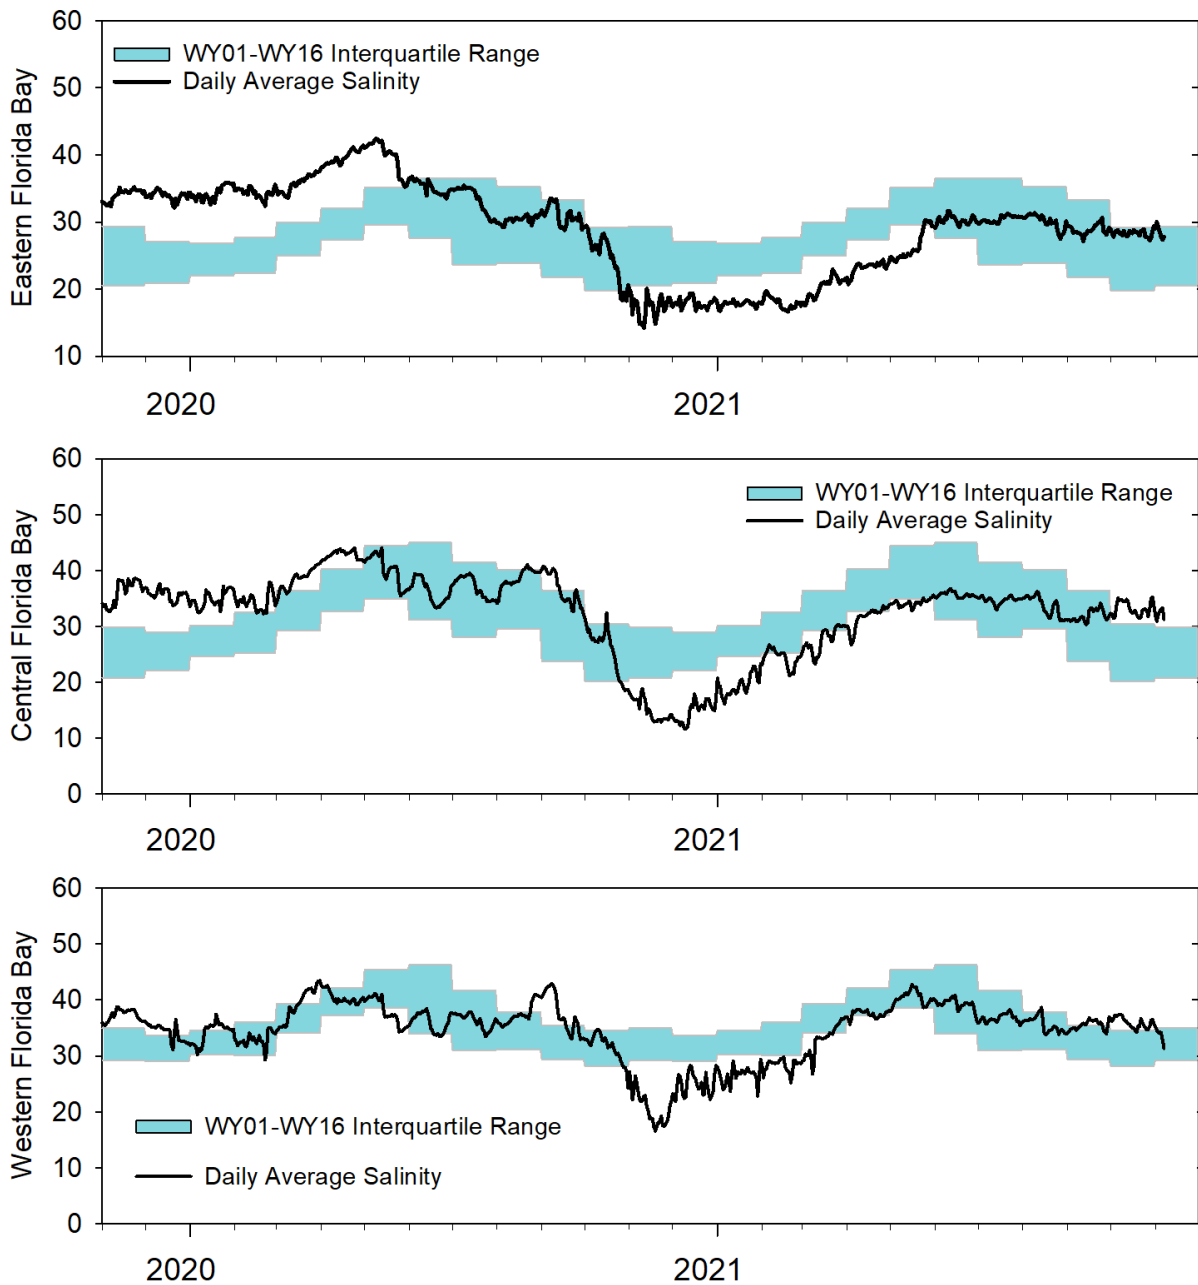 60
WY01-WY16 Interquartile Range
50
Daily Average Salinity
40
30
20
10
Eastern Florida Bay
2020
2021
60
50
WY01-WY16 Interquartile Range
Daily Average Salinity
40
30
20
10
0
Central Florida Bay
2020
2021
60
50
40
30
20
WY01-WY16 Interquartile Range
10
Daily Average Salinity
0
Western Florida Bay
2020
2021